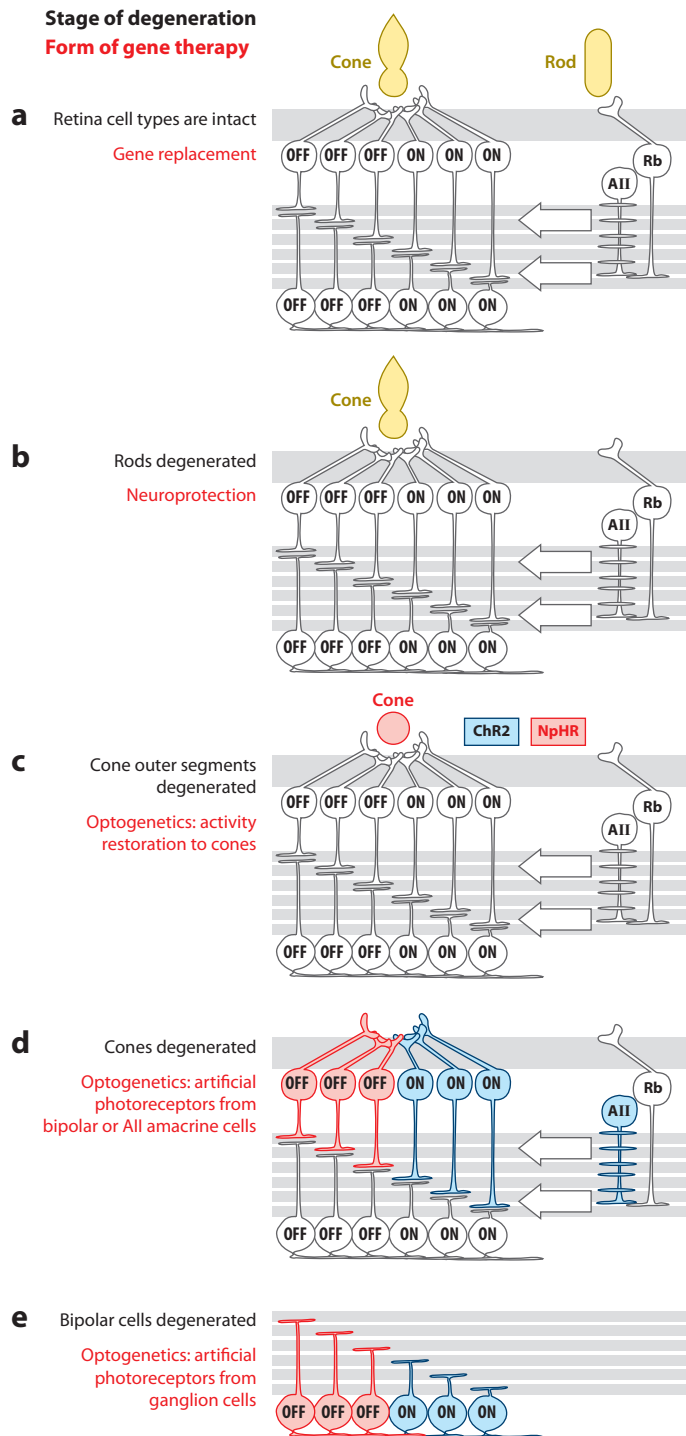 Stage of degeneration
Form of gene therapy
Cone
Rod
a
Retina cell types are intact
Gene replacement
OFF OFF OFF ON ON ON
Rb
AII
OFF OFF OFF ON ON ON
Cone
b
Rods degenerated
Neuroprotection
OFF OFF OFF ON ON ON
Rb
AII
OFF OFF OFF ON ON ON
Cone
ChR2 NpHR
c
Cone outer segments
degenerated
Optogenetics: activity
restoration to cones
OFF OFF OFF ON ON ON
Rb
AII
OFF OFF OFF ON ON ON
d
Cones degenerated
Optogenetics: artificial
photoreceptors from
bipolar or AII amacrine cells
OFF OFF OFF ON ON ON
Rb
AII
OFF OFF OFF ON ON ON
e
Bipolar cells degenerated
Optogenetics: artificial
photoreceptors from
ganglion cells
OFF OFF OFF ON ON ON